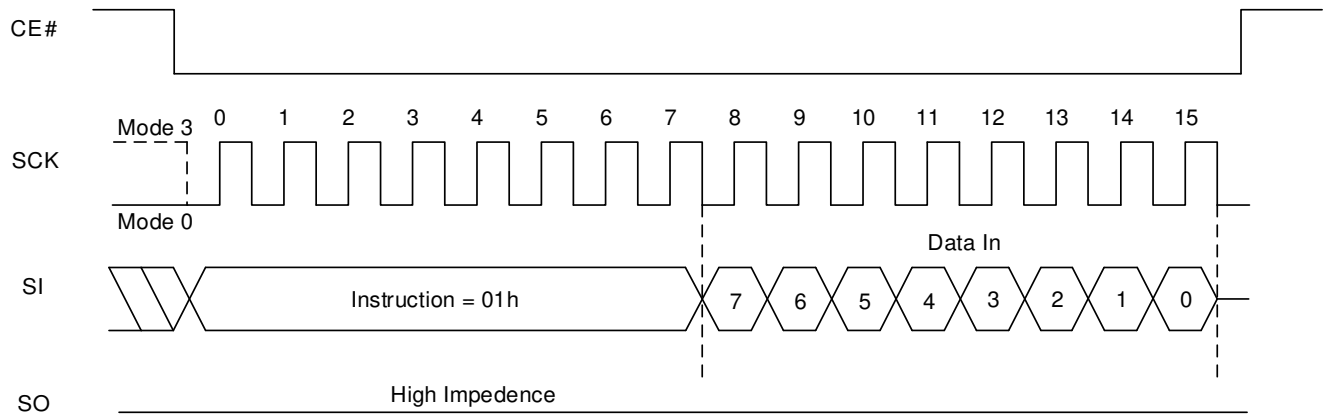 CE#
Mode 3 0 1 2 3 4 5 6 7 8 9 10 11 12 13 14 15
SCK
Mode 0
Data In
SI Instruction = 01h 7 6 5 4 3 2 1 0
High Impedence
SO